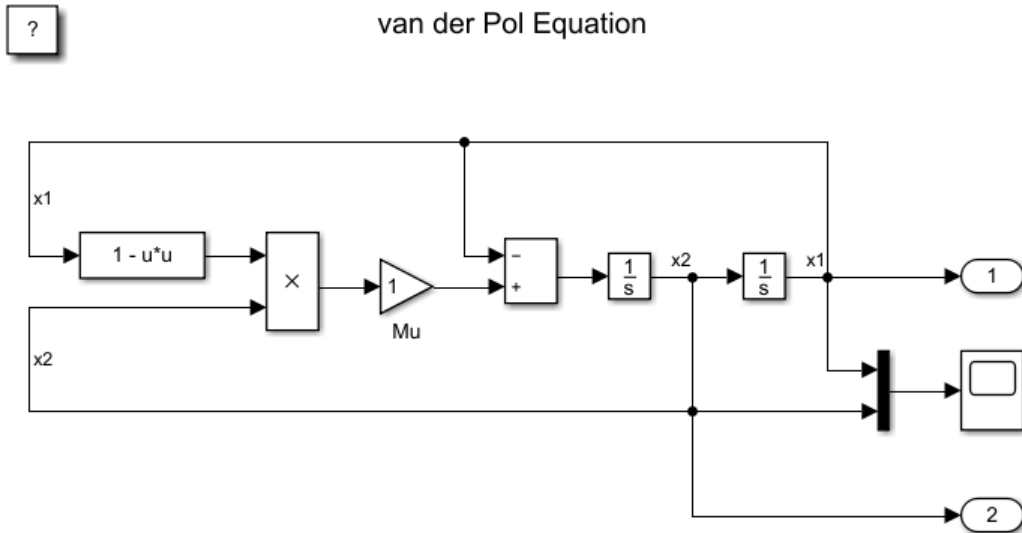 ?
van der Pol Equation
x1
1 - u*u
×
1
Mu
x2
−
+
1
s
x2
1
s
x1
1
2